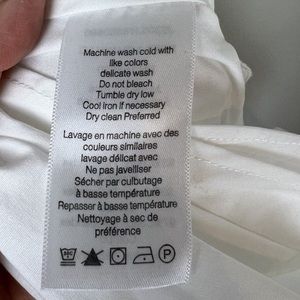 Machine wash cold with
like colors
delicate wash
Do not bleach
Tumble dry low
Cool iron if necessary
Dry clean Preferred
Lavage en machine avec des
couleurs similaires
lavage délicat avec
Ne pas javelliser
Sécher par culbutage
à basse température
Repasser à basse température
Nettoyage à sec de
préférence
P